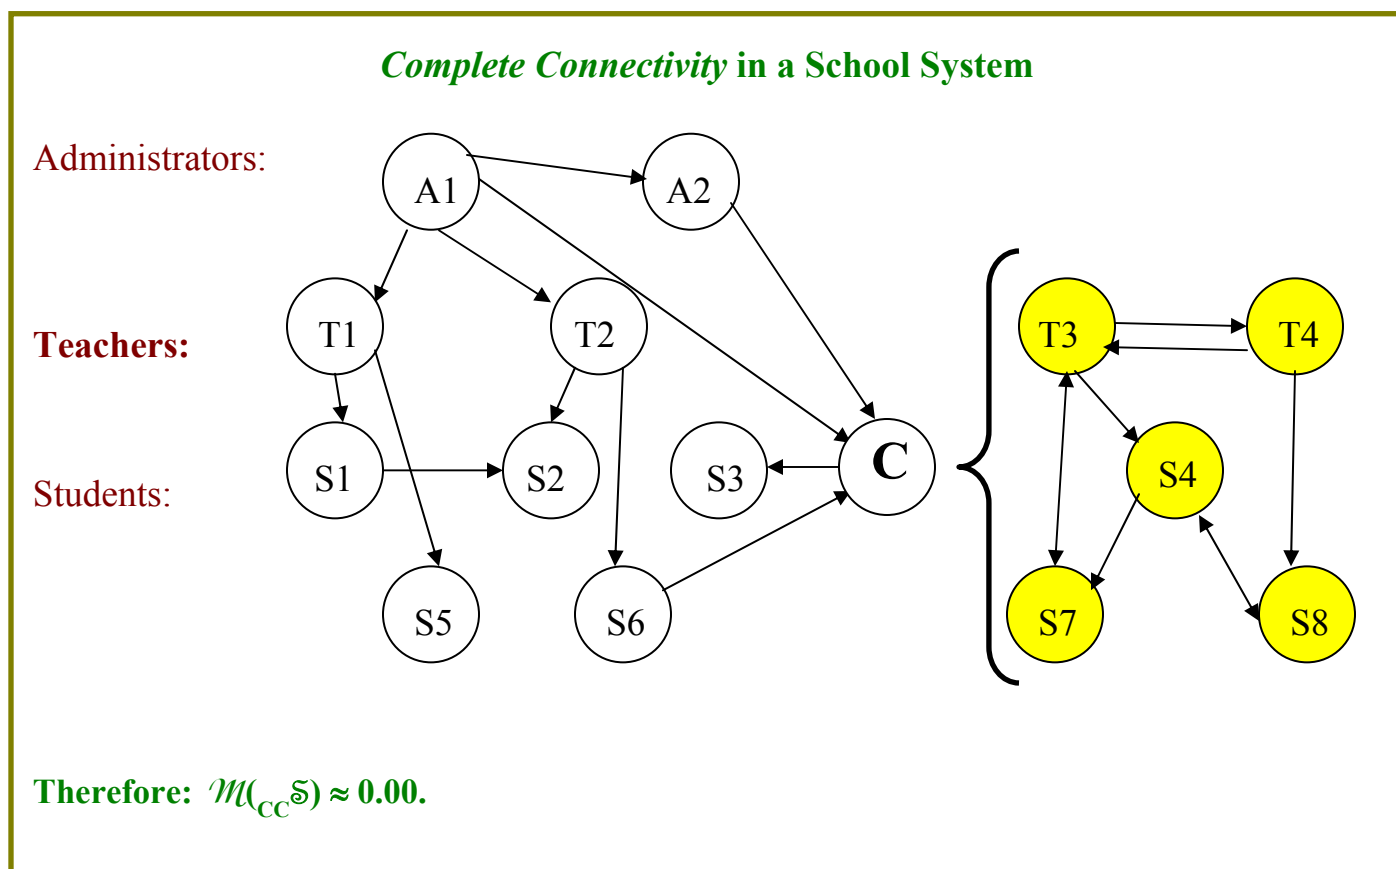 Complete Connectivity in a School System
Administrators:
A1
A2
Teachers:
T1
T2
T3
T4
Students:
S1
S2
S3
C
S4
S5
S6
S7
S8
Therefore: ℳ(CC𝕊) ≈ 0.00.